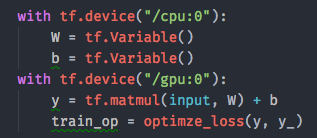 with tf.device("/cpu:0"):
    W = tf.Variable()
    b = tf.Variable()
with tf.device("/gpu:0"):
    y = tf.matmul(input, W) + b
    train_op = optimze_loss(y, y_)